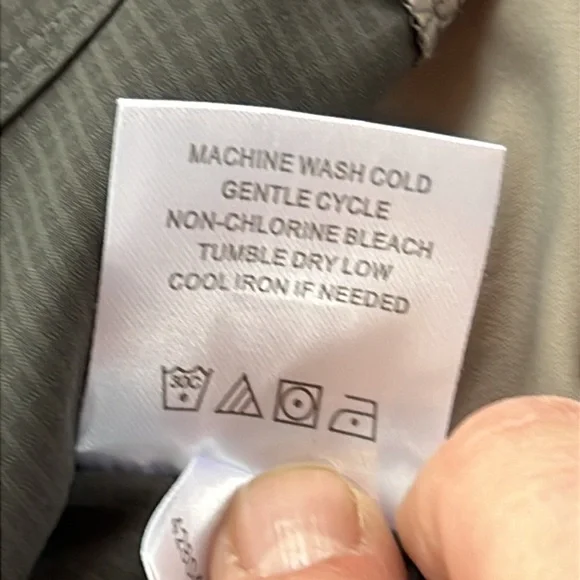 MACHINE WASH COLD
GENTLE CYCLE
NON-CHLORINE BLEACH
TUMBLE DRY LOW
COOL IRON IF NEEDED
30C